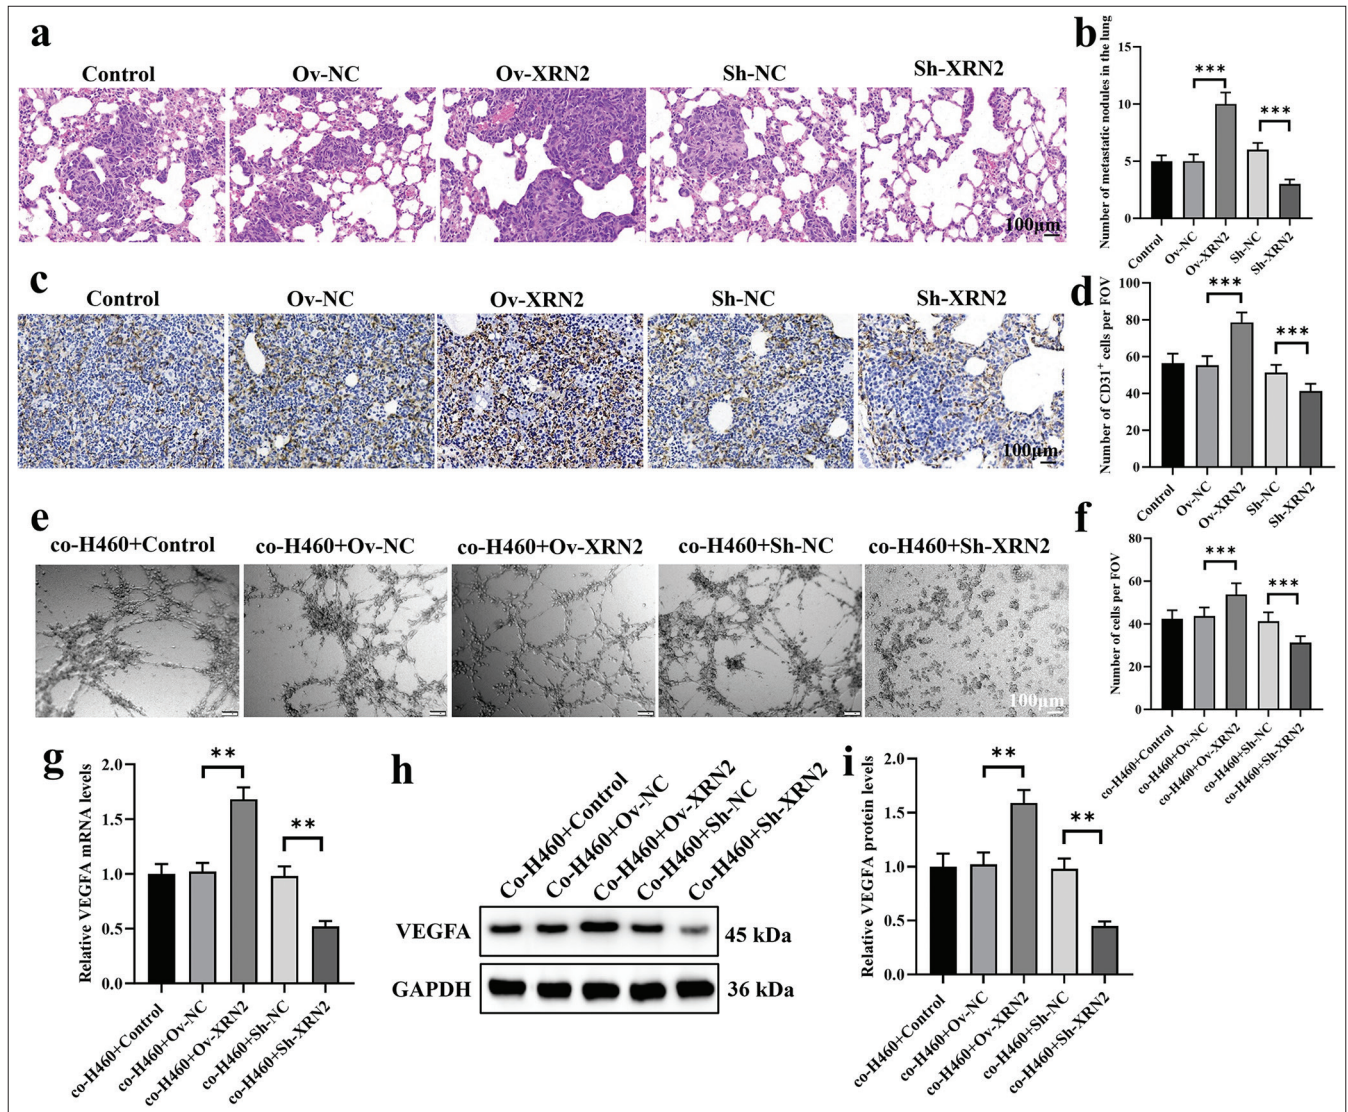 a
Control
Ov-NC
Ov-XRN2
Sh-NC
Sh-XRN2
100μm
b
Number of metastatic nodules in the lung
15
10
5
0
***
***
Control
Ov-NC
Ov-XRN2
Sh-NC
Sh-XRN2
c
Control
Ov-NC
Ov-XRN2
Sh-NC
Sh-XRN2
100μm
d
Number of CD31+ cells per FOV
100
80
60
40
20
0
***
***
Control
Ov-NC
Ov-XRN2
Sh-NC
Sh-XRN2
e
co-H460+Control
co-H460+Ov-NC
co-H460+Ov-XRN2
co-H460+Sh-NC
co-H460+Sh-XRN2
100μm
f
Number of cells per FOV
80
60
40
20
0
***
***
co-H460+Control
co-H460+Ov-NC
co-H460+Ov-XRN2
co-H460+Sh-NC
co-H460+Sh-XRN2
g
Relative VEGFA mRNA levels
2.0
1.5
1.0
0.5
0.0
**
**
co-H460+Control
co-H460+Ov-NC
co-H460+Ov-XRN2
co-H460+Sh-NC
co-H460+Sh-XRN2
h
Co-H460+Control
Co-H460+Ov-NC
Co-H460+Ov-XRN2
Co-H460+Sh-NC
Co-H460+Sh-XRN2
VEGFA
45 kDa
GAPDH
36 kDa
i
Relative VEGFA protein levels
2.0
1.5
1.0
0.5
0.0
**
**
co-H460+Control
co-H460+Ov-NC
co-H460+Ov-XRN2
co-H460+Sh-NC
co-H460+Sh-XRN2